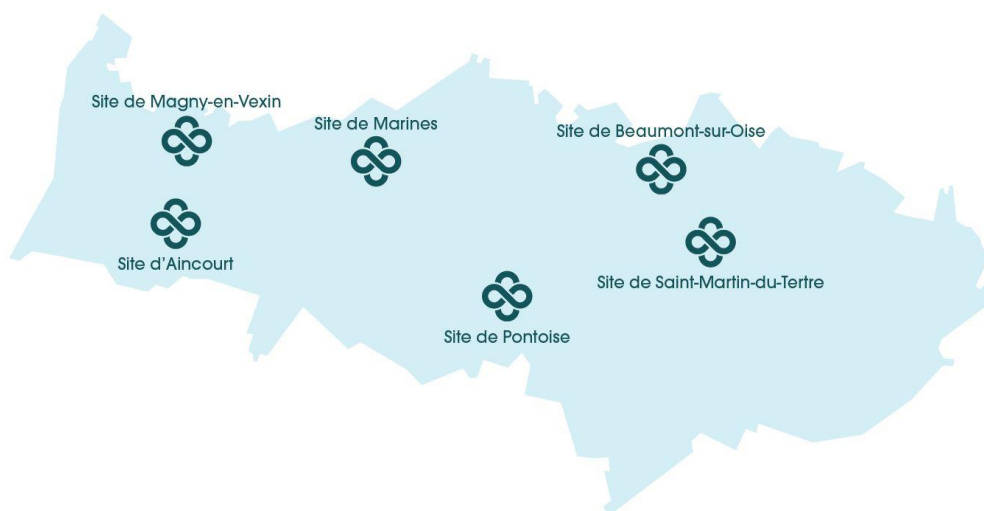 Site de Magny-en-Vexin
Site de Marines
Site de Beaumont-sur-Oise
Site d'Aincourt
Site de Saint-Martin-du-Tertre
Site de Pontoise